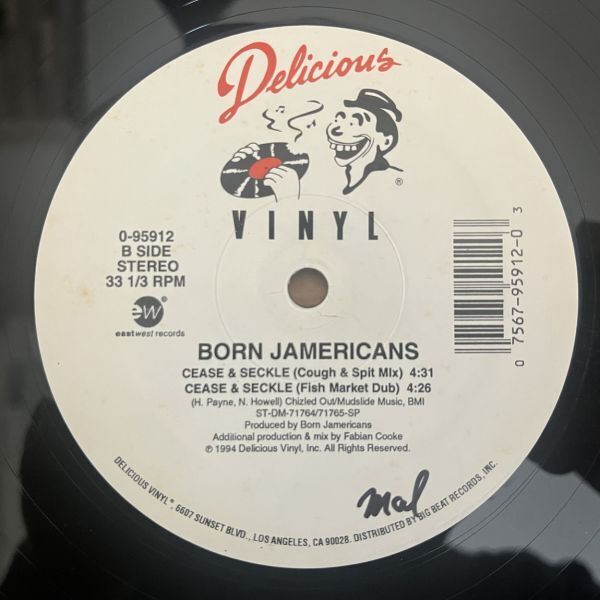 Delicious
®
VINYL
0-95912
B SIDE
STEREO
33 1/3 RPM
ew®
eastwest records
0 7567-95912-0 3
BORN JAMERICANS
CEASE & SECKLE (Cough & Spit MIx) 4:31
CEASE & SECKLE (Fish Market Dub) 4:26
(H. Payne, N. Howell) Chizled Out/Mudslide Music, BMI
ST-DM-71764/71765-SP
Produced by Born Jamericans
Additional production & mix by Fabian Cooke
℗ 1994 Delicious Vinyl, Inc. All Rights Reserved.
Mal
DELICIOUS VINYL®, 6607 SUNSET BLVD., LOS ANGELES, CA 90028. DISTRIBUTED BY BIG BEAT RECORDS, INC.